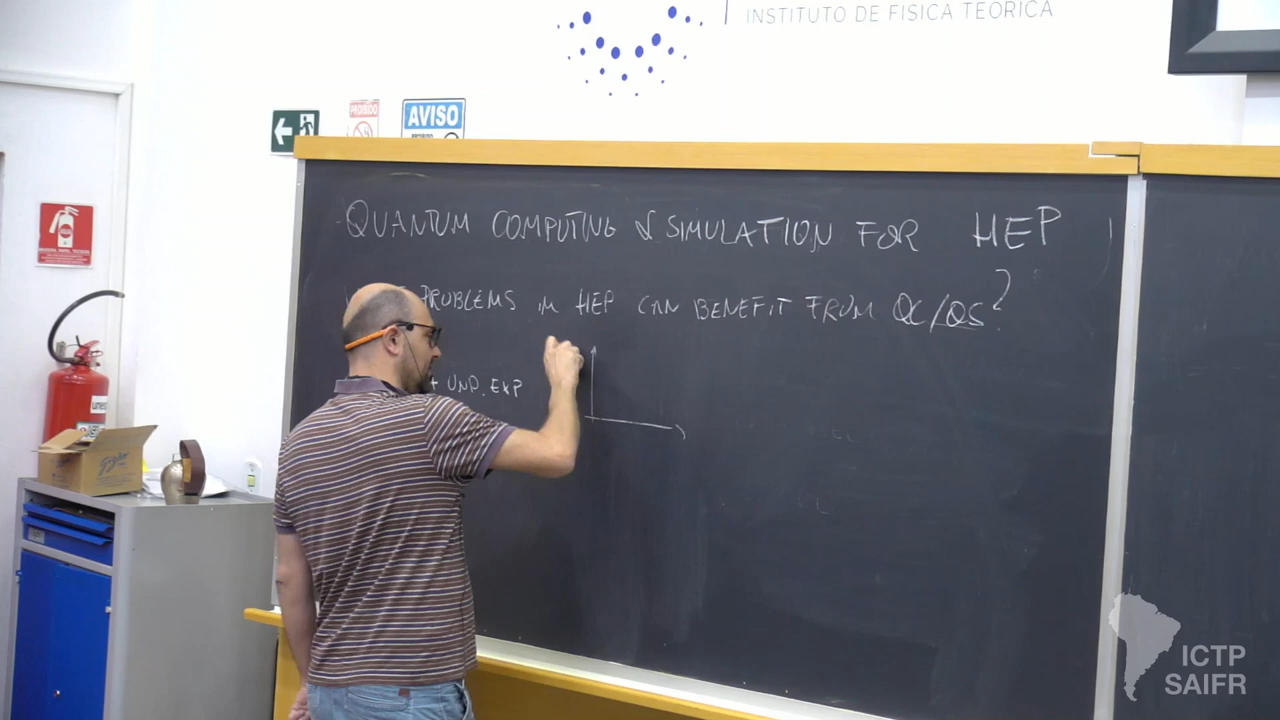 INSTITUTO DE FISICA TEORICA
PROIBIDO
AVISO
QUANTUM COMPUTING & SIMULATION FOR HEP
PROBLEMS IN HEP CAN BENEFIT FROM QC/QS?
+ UND. EXP
ICTP
SAIFR